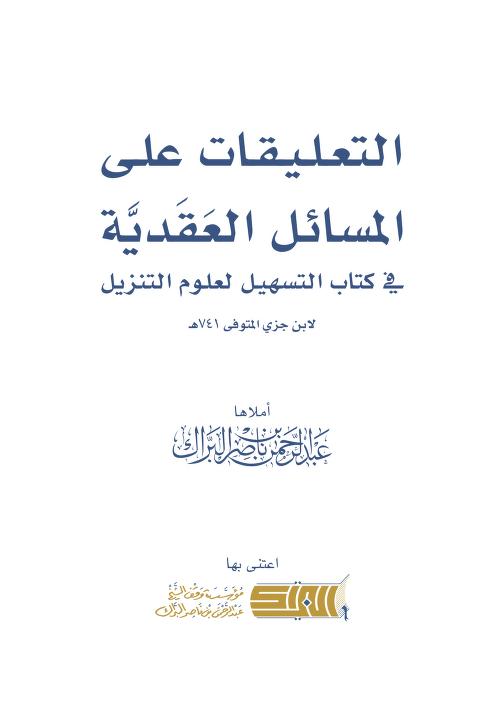 التعليقات على
المسائل العَقَديَّة
في كتاب التسهيل لعلوم التنزيل
لابن جزي المتوفى ٧٤١هـ
أملاها
عبد الرحمن بن ناصر البراك
اعتنى بها
مؤسسة وقف الشيخ
عبد الرحمن بن ناصر البراك